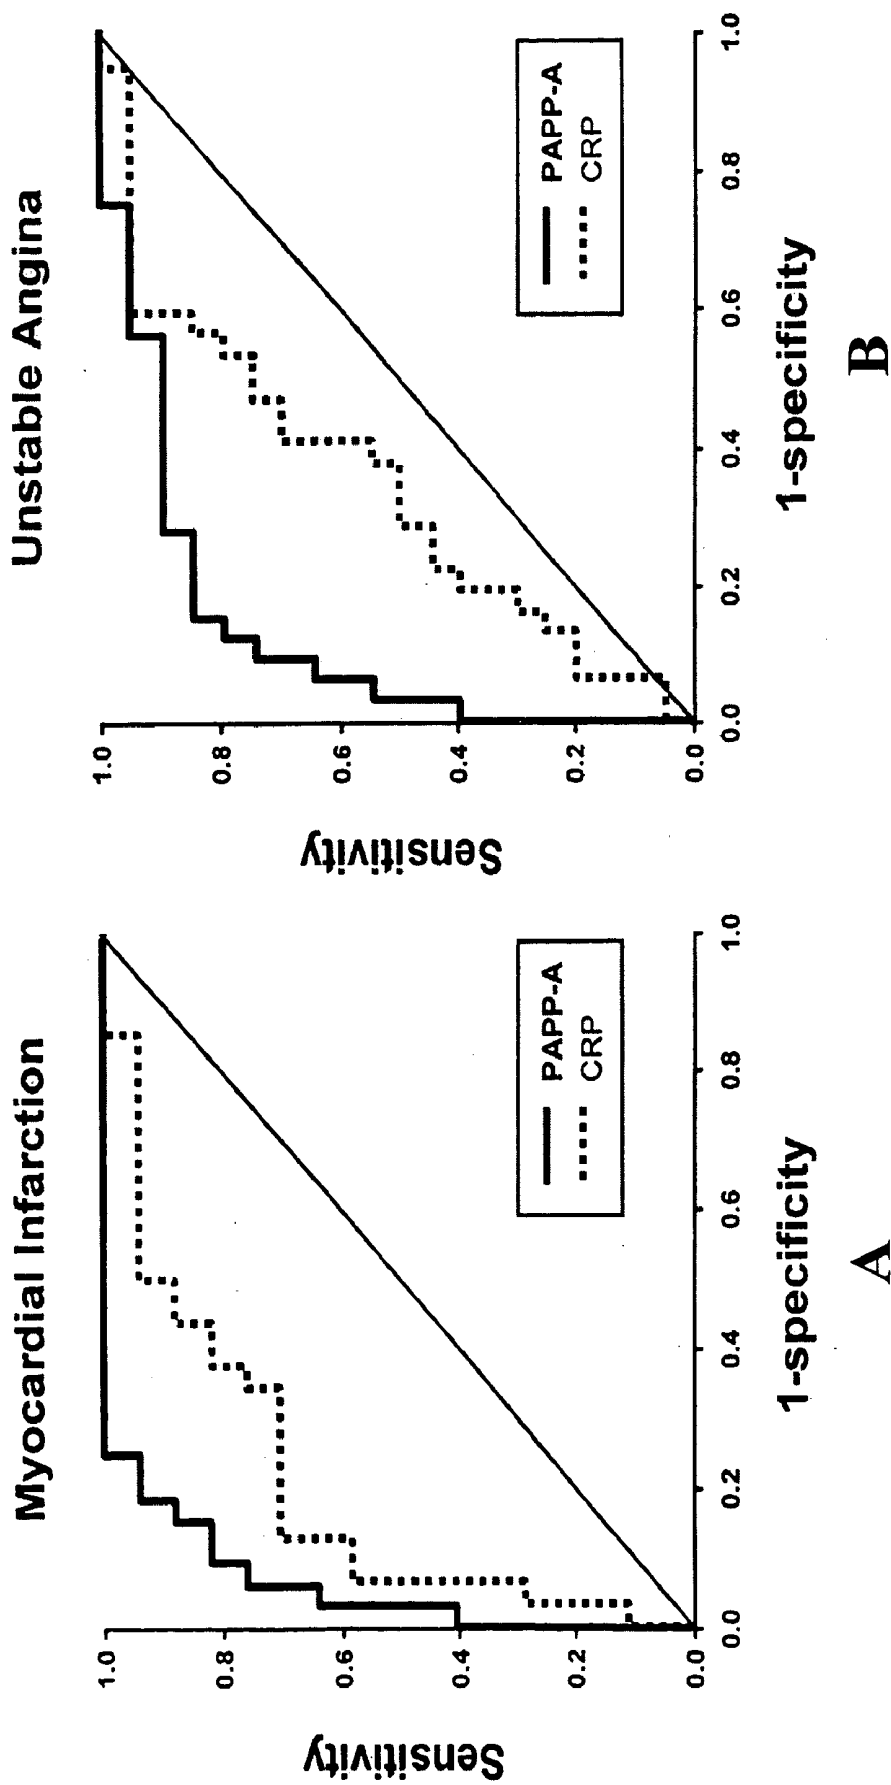 Myocardial Infarction
Sensitivity
1.0
0.8
0.6
0.4
0.2
0.0
0.0 0.2 0.4 0.6 0.8 1.0
PAPP-A
CRP
1-specificity
A
Unstable Angina
Sensitivity
1.0
0.8
0.6
0.4
0.2
0.0
0.0 0.2 0.4 0.6 0.8 1.0
PAPP-A
CRP
1-specificity
B